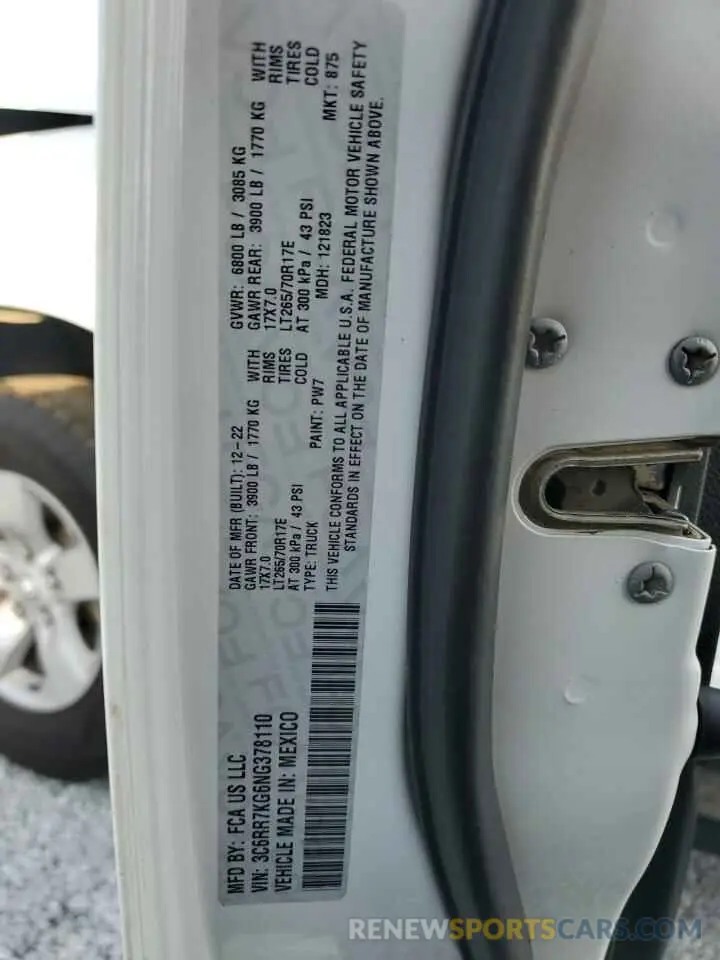 MFD BY: FCA US LLC
DATE OF MFR (BUILT): 12-22
GVWR: 6800 LB / 3085 KG
VIN: 3C6RR7KG6NG378110
GAWR FRONT: 3900 LB / 1770 KG WITH
GAWR REAR: 3900 LB / 1770 KG WITH
VEHICLE MADE IN: MEXICO
17X7.0 RIMS
17X7.0 RIMS
LT265/70R17E TIRES
LT265/70R17E TIRES
AT 300 kPa / 43 PSI COLD
AT 300 kPa / 43 PSI COLD
TYPE: TRUCK PAINT: PW7 MDH: 121823 MKT: 875
THIS VEHICLE CONFORMS TO ALL APPLICABLE U.S.A. FEDERAL MOTOR VEHICLE SAFETY
STANDARDS IN EFFECT ON THE DATE OF MANUFACTURE SHOWN ABOVE.
RENEWSPORTSCARS.COM